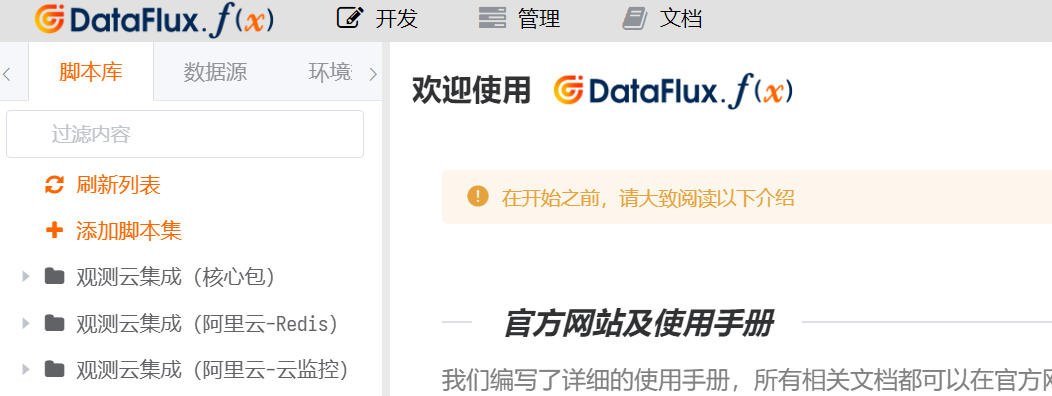 DataFlux.f(x) 开发 管理 文档
脚本库 数据源 环境
欢迎使用 DataFlux.f(x)
过滤内容
在开始之前，请大致阅读以下介绍
刷新列表
添加脚本集
观测云集成（核心包）
观测云集成（阿里云-Redis）
观测云集成（阿里云-云监控）
官方网站及使用手册
我们编写了详细的使用手册，所有相关文档都可以在官方